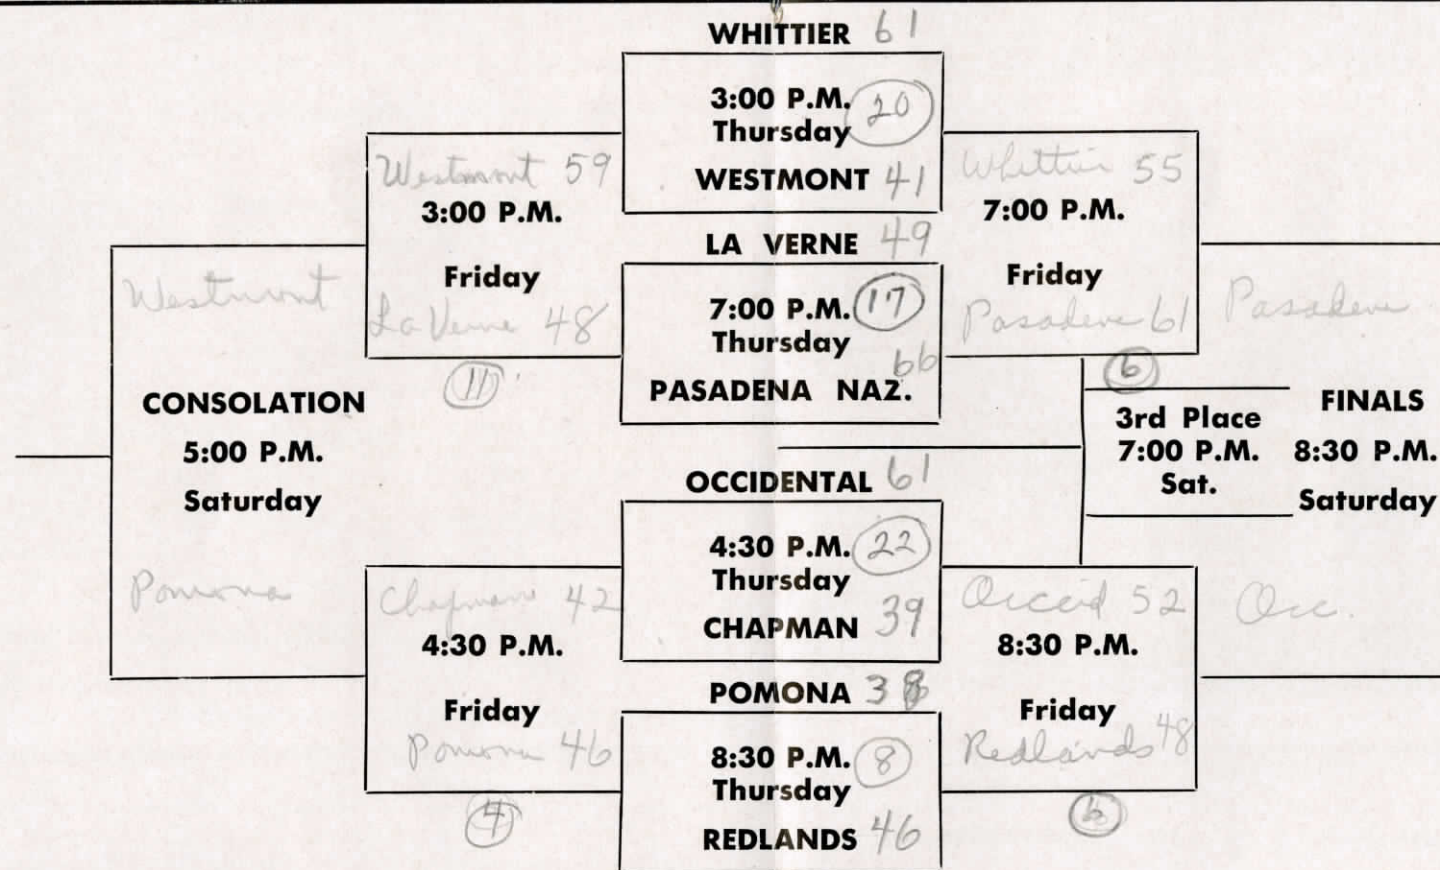 WHITTIER 61
3:00 P.M. 20
Thursday
WESTMONT 41
LA VERNE 49
7:00 P.M. 17
Thursday
66
PASADENA NAZ.
OCCIDENTAL 61
4:30 P.M. 22
Thursday
CHAPMAN 39
POMONA 38
8:30 P.M. 8
Thursday
REDLANDS 46
Westmont 59
3:00 P.M.
Friday
La Verne 48
11
Chapman 42
4:30 P.M.
Friday
Pomona 46
4
Westmont
CONSOLATION
5:00 P.M.
Saturday
Pomona
Whittier 55
7:00 P.M.
Friday
Pasadena 61
6
3rd Place
7:00 P.M.
Sat.
Occid 52
8:30 P.M.
Friday
Redlands 48
Pasadena
FINALS
8:30 P.M.
Saturday
Occ.